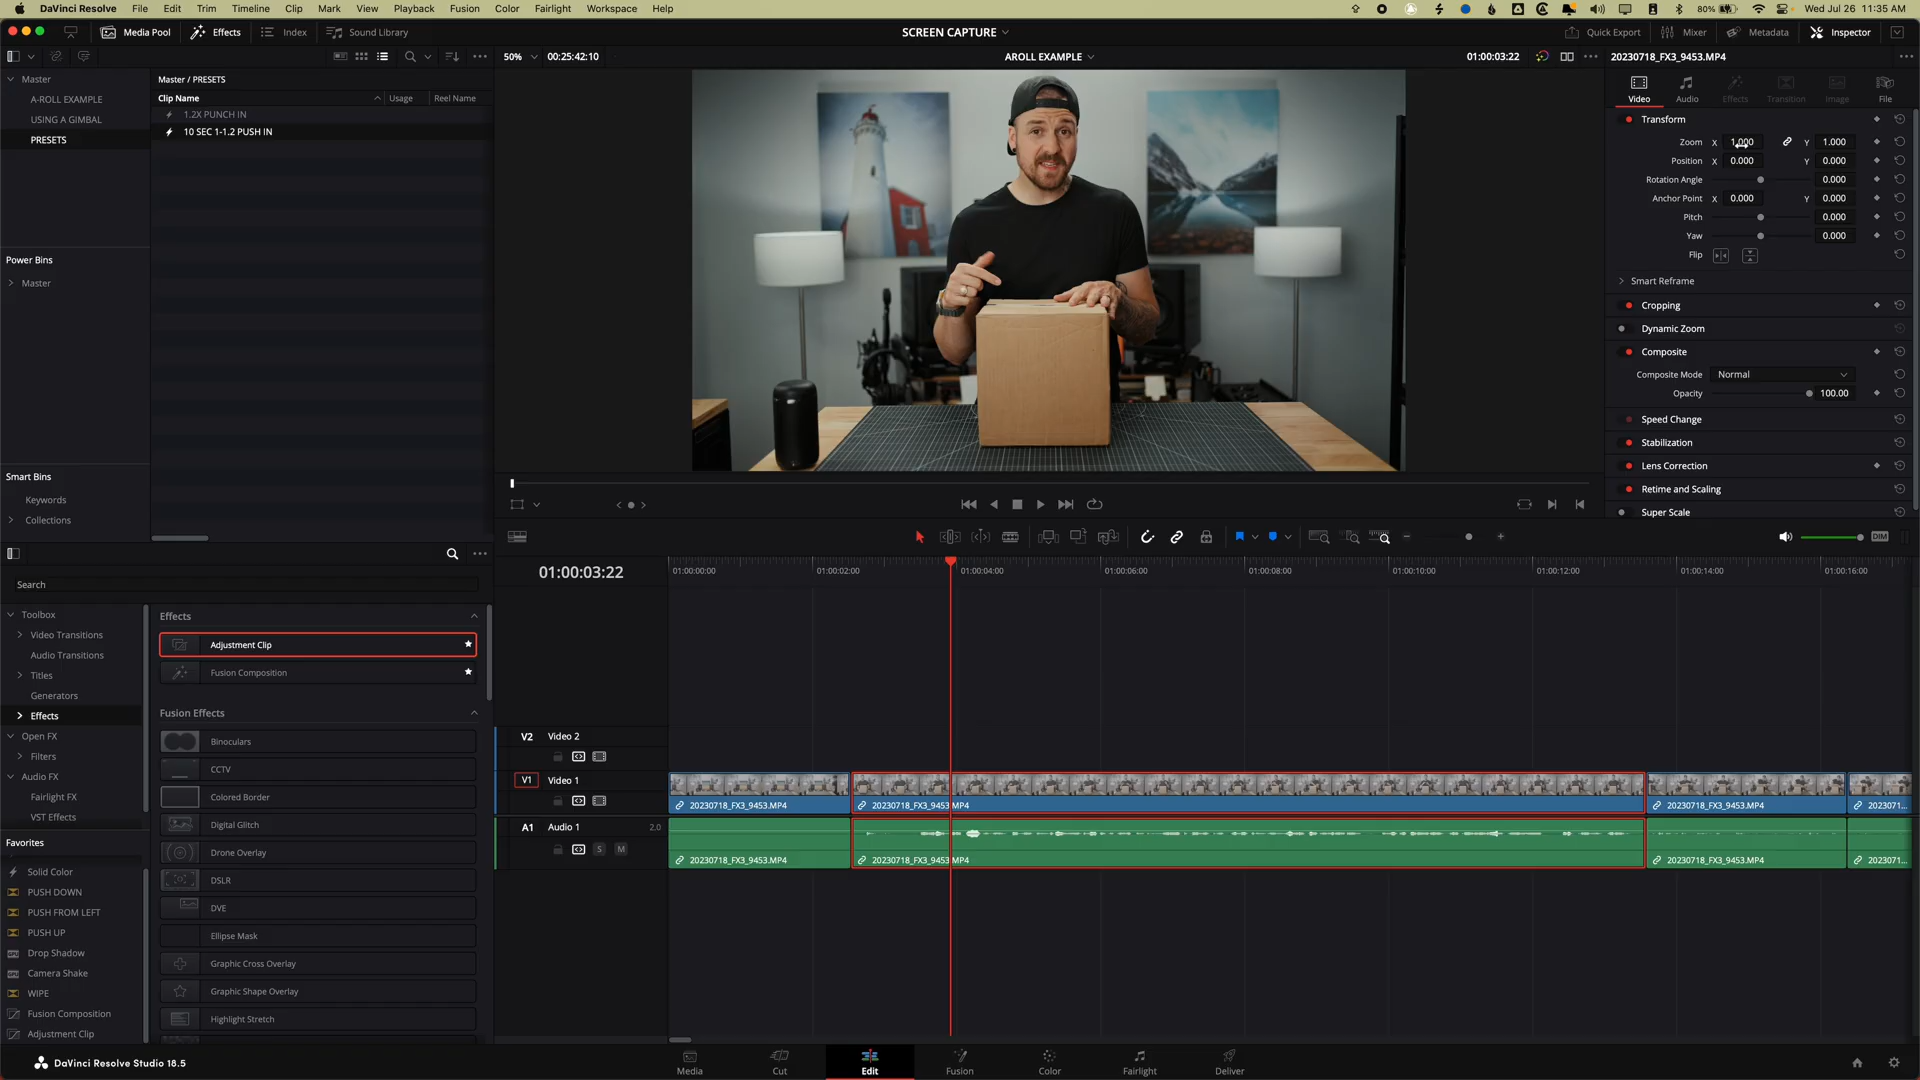 DaVinci Resolve File Edit Trim Timeline Clip Mark View Playback Fusion Color Fairlight Workspace Help 80% Wed Jul 26 11:35 AM
Media Pool Effects Index Sound Library SCREEN CAPTURE Quick Export Mixer Metadata Inspector
50% 00:25:42:10 AROLL EXAMPLE 01:00:03:22 20230718_FX3_9453.MP4
Master
A-ROLL EXAMPLE
USING A GIMBAL
PRESETS
Master / PRESETS
Clip Name Usage Reel Name
1.2X PUNCH IN
10 SEC 1-1.2 PUSH IN
Power Bins
Master
Smart Bins
Keywords
Collections
Video Audio Effects Transition Image File
Transform
Zoom X 1.000 Y 1.000
Position X 0.000 Y 0.000
Rotation Angle 0.000
Anchor Point X 0.000 Y 0.000
Pitch 0.000
Yaw 0.000
Flip
Smart Reframe
Cropping
Dynamic Zoom
Composite
Composite Mode Normal
Opacity 100.00
Speed Change
Stabilization
Lens Correction
Retime and Scaling
Super Scale
DIM
Search
Toolbox
Video Transitions
Audio Transitions
Titles
Generators
Effects
Open FX
Filters
Audio FX
Fairlight FX
VST Effects
Favorites
Solid Color
PUSH DOWN
PUSH FROM LEFT
PUSH UP
Drop Shadow
Camera Shake
WIPE
Fusion Composition
Adjustment Clip
Effects
Adjustment Clip
Fusion Composition
Fusion Effects
Binoculars
CCTV
Colored Border
Digital Glitch
Drone Overlay
DSLR
DVE
Ellipse Mask
Graphic Cross Overlay
Graphic Shape Overlay
Highlight Stretch
01:00:03:22
01:00:00:00 01:00:02:00 01:00:04:00 01:00:06:00 01:00:08:00 01:00:10:00 01:00:12:00 01:00:14:00 01:00:16:00
V2 Video 2
V1 Video 1
20230718_FX3_9453.MP4 20230718_FX3_9453.MP4 20230718_FX3_9453.MP4 2023071...
A1 Audio 1 2.0
S M
20230718_FX3_9453.MP4 20230718_FX3_9453.MP4 20230718_FX3_9453.MP4 2023071...
DaVinci Resolve Studio 18.5
Media Cut Edit Fusion Color Fairlight Deliver